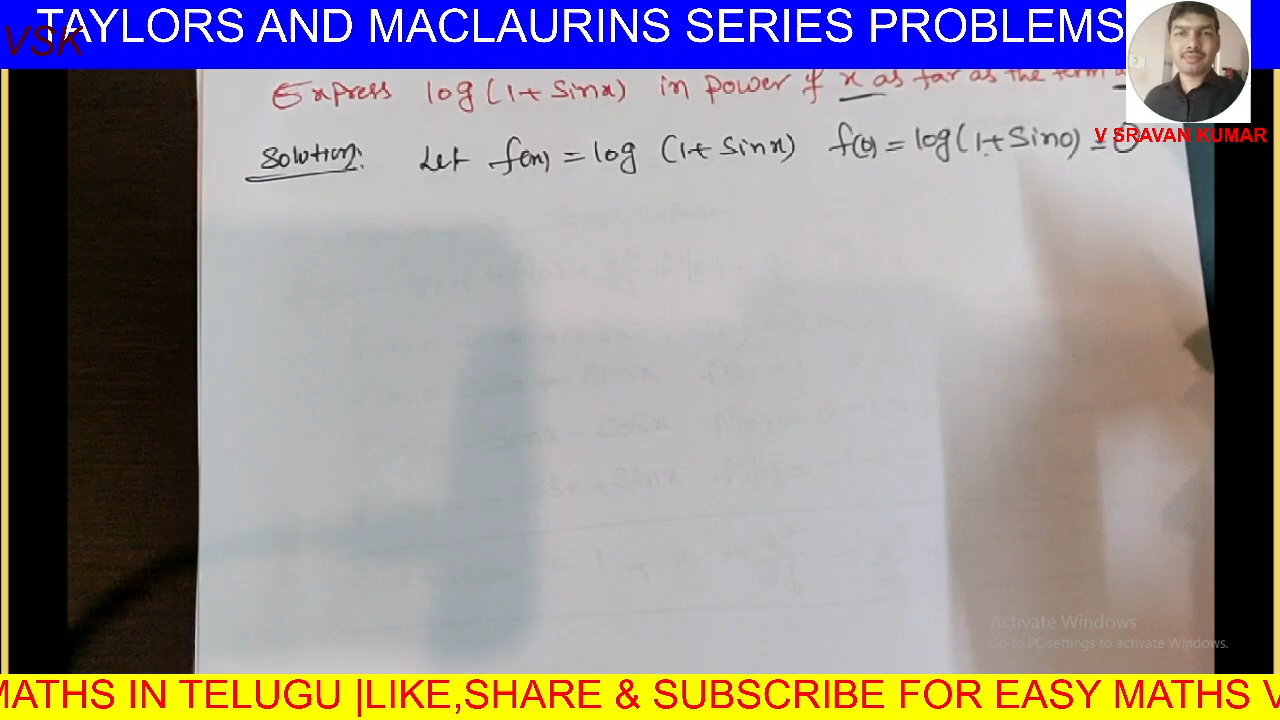 TAYLORS AND MACLAURINS SERIES PROBLEMS
VSK
Express log (1+ Sinx) in power of x as far as the term
V SRAVAN KUMAR
Solution: Let f(x) = log (1+ Sinx) f(0) = log(1+ Sin0) = 0
Activate Windows
Go to PC settings to activate Windows.
MATHS IN TELUGU |LIKE,SHARE & SUBSCRIBE FOR EASY MATHS V